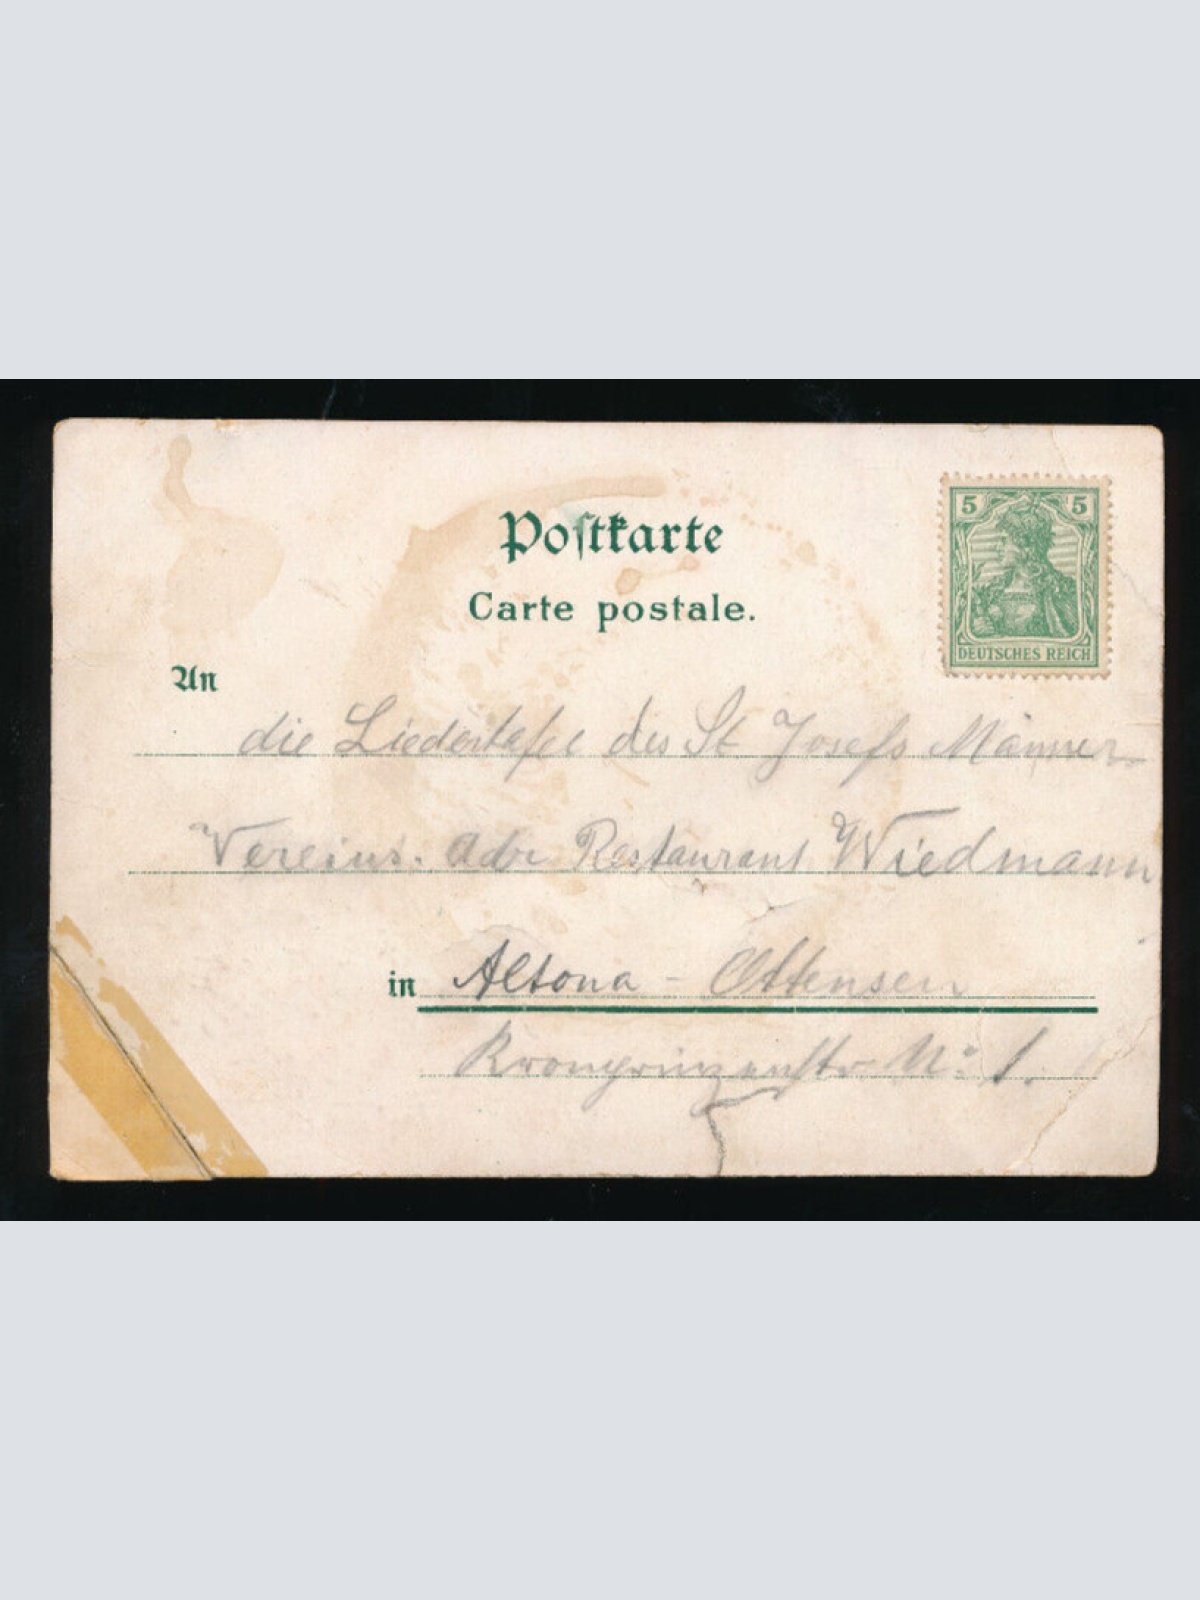 Postkarte
Carte postale.
5 5
DEUTSCHES REICH
An
die Liedertafel des St. Josefs Männer-
Vereins. Adr Restaurant Wiedmann
in Altona - Ottensen
Kronprinzenstr No 1.